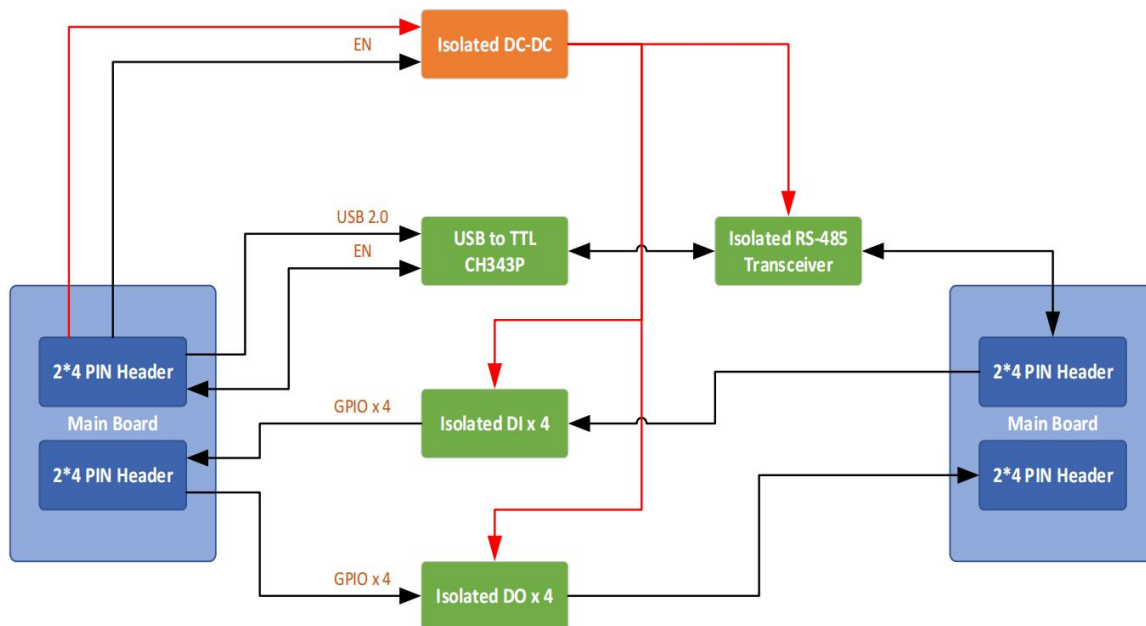 EN
Isolated DC-DC
USB 2.0
EN
USB to TTL
CH343P
Isolated RS-485
Transceiver
2*4 PIN Header
Main Board
2*4 PIN Header
GPIO x 4
Isolated DI x 4
2*4 PIN Header
Main Board
2*4 PIN Header
GPIO x 4
Isolated DO x 4